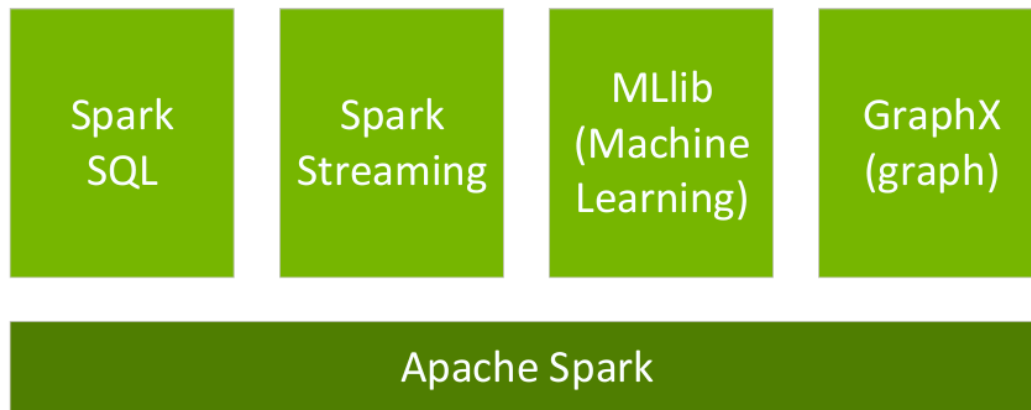 Spark
SQL
Spark
Streaming
MLlib
(Machine
Learning)
GraphX
(graph)
Apache Spark